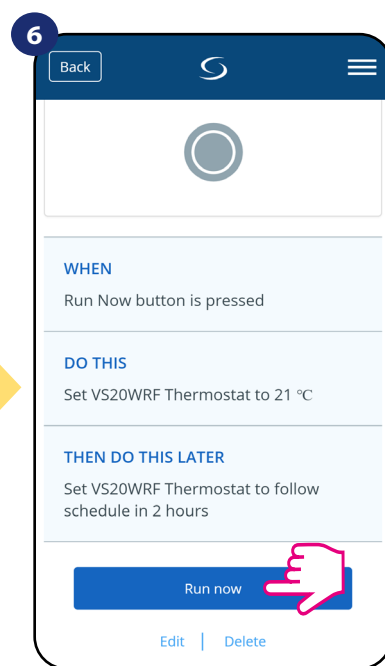 6
Back
WHEN
Run Now button is pressed
DO THIS
Set VS20WRF Thermostat to 21 °C
THEN DO THIS LATER
Set VS20WRF Thermostat to follow
schedule in 2 hours
Run now
Edit | Delete